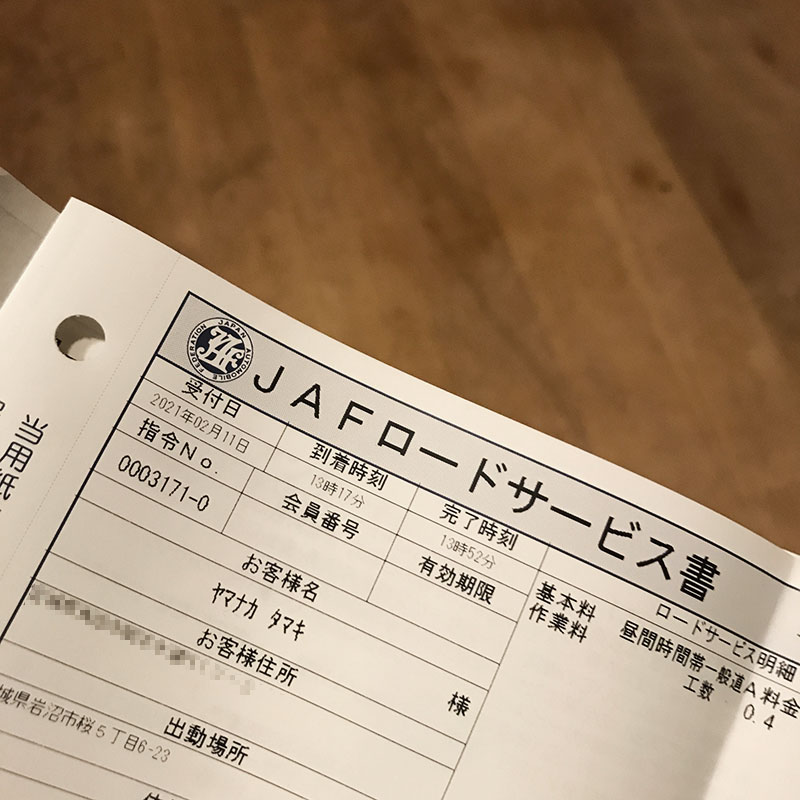 JAPAN AUTOMOBILE FEDERATION
JAF
JAFロードサービス書
受付日
2021年02月11日
到着時刻
13時17分
完了時刻
13時52分
指令No.
0003171-0
会員番号
有効期限
お客様名
ヤマナカ タマキ
様
お客様住所
出動場所
城県岩沼市桜5丁目6-23
ロードサービス明細
基本料
昼間時間帯一般道A料金
作業料
工数 0.4
当用紙